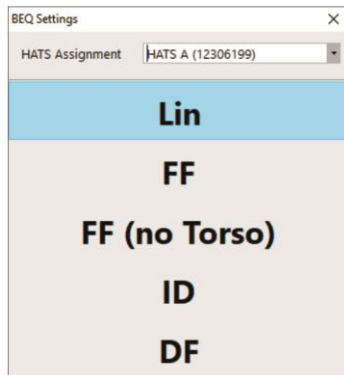 BEQ Settings
HATS Assignment HATS A (12306199)
Lin
FF
FF (no Torso)
ID
DF